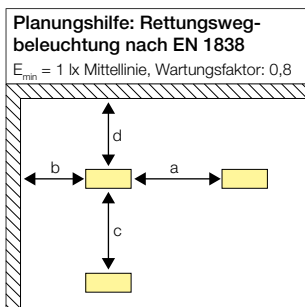 Planungshilfe: Rettungsweg-
beleuchtung nach EN 1838
Emin = 1 lx Mittellinie, Wartungsfaktor: 0,8
d
b
a
c